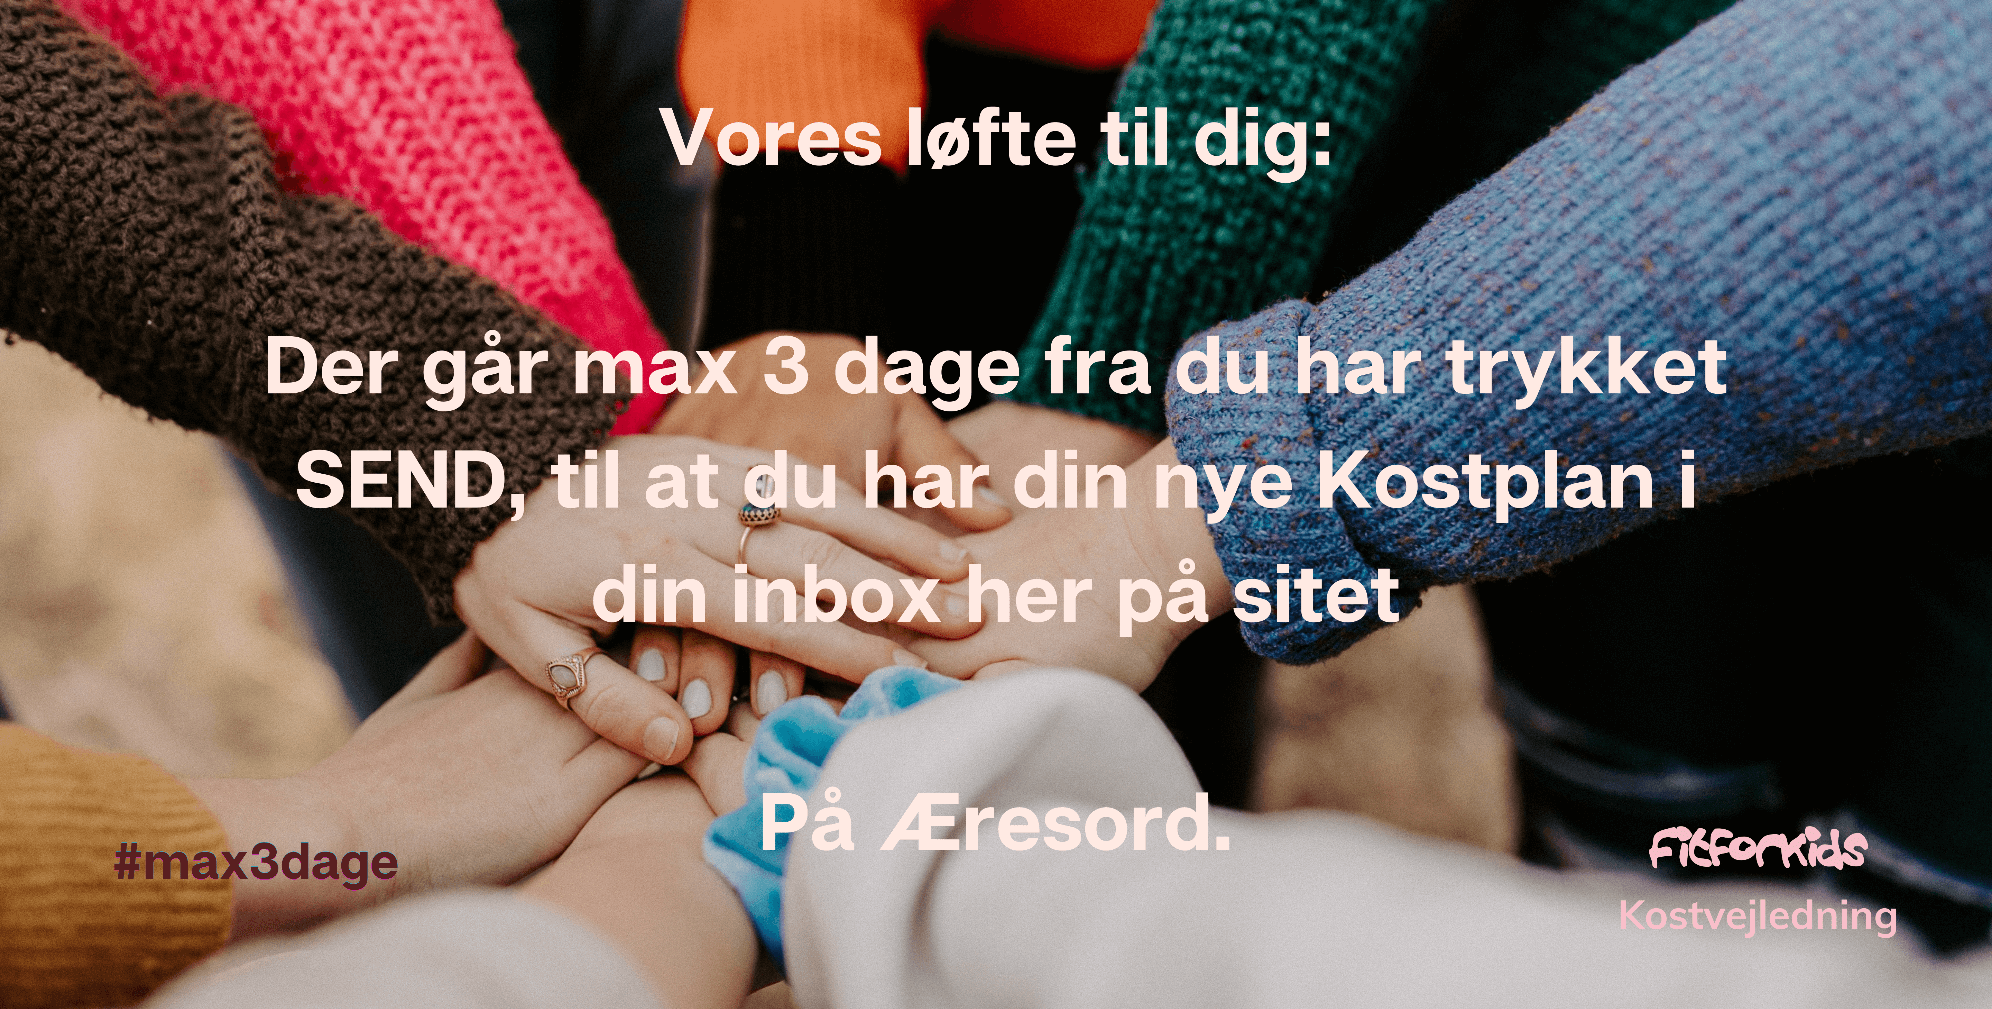 Vores løfte til dig:
Der går max 3 dage fra du har trykket
SEND, til at du har din nye Kostplan i
din inbox her på sitet
På Æresord.
#max3dage
Fitforkids
Kostvejledning